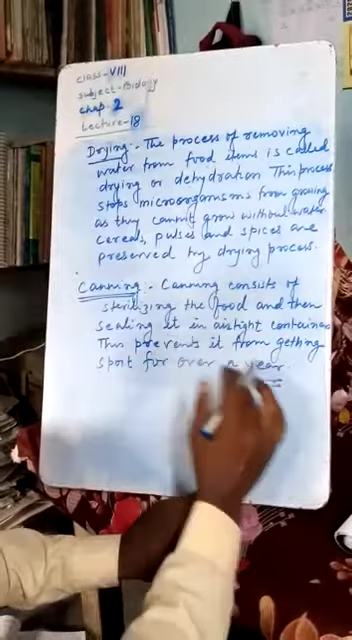 class-VIII
subject-Biology
chap-2
Lecture-18
Drying:- The process of removing
water from food items is called
drying or dehydration This process
stops microorganisms from growing
as they cannot grow without water.
Cereals, pulses and spices are
preserved by drying process.
Canning:- Canning consists of
sterilizing the food and then
sealing it in airtight container
This prevents it from gething
spoit for over a year.